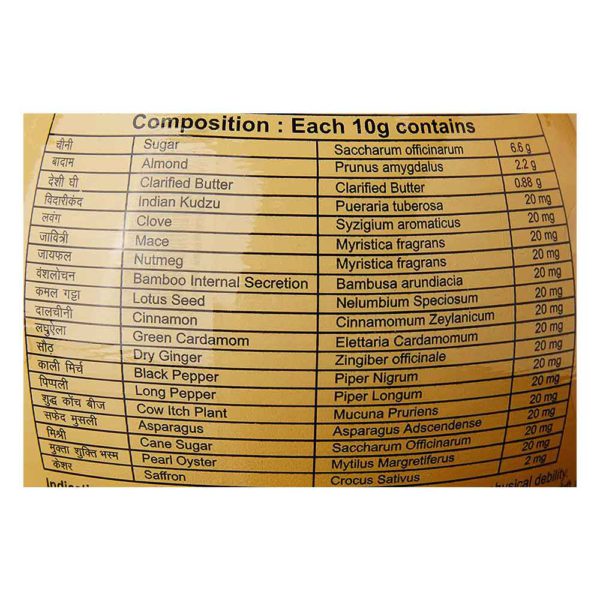 Composition : Each 10g contains
चीनी Sugar Saccharum officinarum 6.6 g
बादाम Almond Prunus amygdalus 2.2 g
देशी घी Clarified Butter Clarified Butter 0.88 g
विदारीकंद Indian Kudzu Pueraria tuberosa 20 mg
लवंग Clove Syzigium aromaticus 20 mg
जावित्री Mace Myristica fragrans 20 mg
जायफल Nutmeg Myristica fragrans 20 mg
वंशलोचन Bamboo Internal Secretion Bambusa arundiacia 20 mg
कमल गट्टा Lotus Seed Nelumbium Speciosum 20 mg
दालचीनी Cinnamon Cinnamomum Zeylanicum 20 mg
लघुऐला Green Cardamom Elettaria Cardamomum 20 mg
सौठ Dry Ginger Zingiber officinale 20 mg
काली मिर्च Black Pepper Piper Nigrum 20 mg
पिप्पली Long Pepper Piper Longum 20 mg
शुद्ध कौंच बीज Cow Itch Plant Mucuna Pruriens 20 mg
सफेद मुसली Asparagus Asparagus Adscendense 20 mg
मिश्री Cane Sugar Saccharum Officinarum 20 mg
मुक्ता शुक्ति भस्म Pearl Oyster Mytilus Margretiferus 20 mg
केशर Saffron Crocus Sativus 2 mg
debility